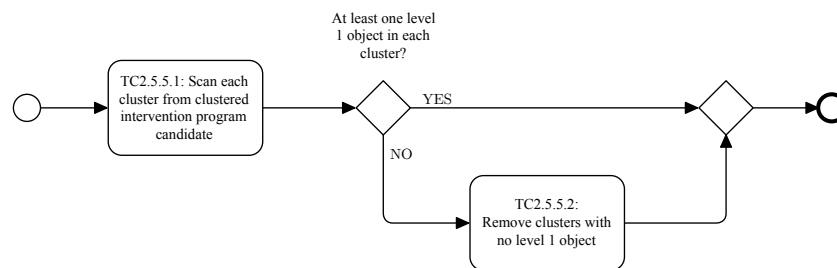 At least one level
1 object in each
cluster?
TC2.5.5.1: Scan each
cluster from clustered
intervention program
candidate
YES
NO
TC2.5.5.2:
Remove clusters with
no level 1 object